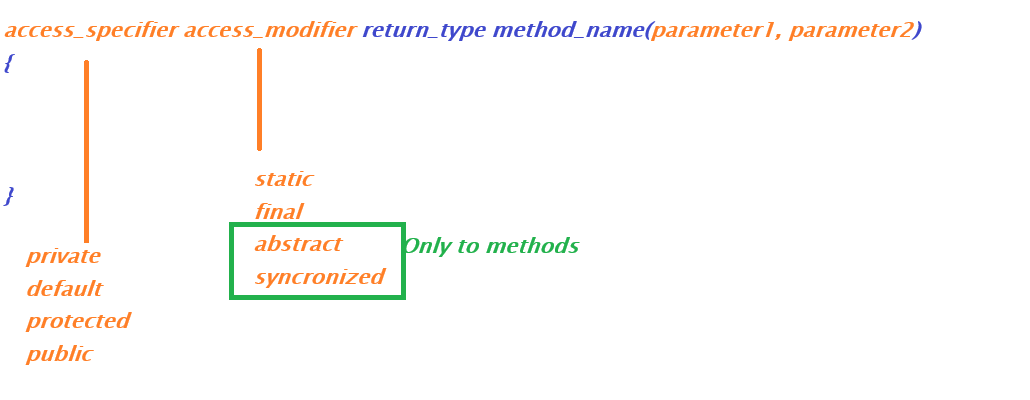 access_specifier access_modifier return_type method_name(parameter1, parameter2)
{
static
}
final
abstract Only to methods
private
syncronized
default
protected
public